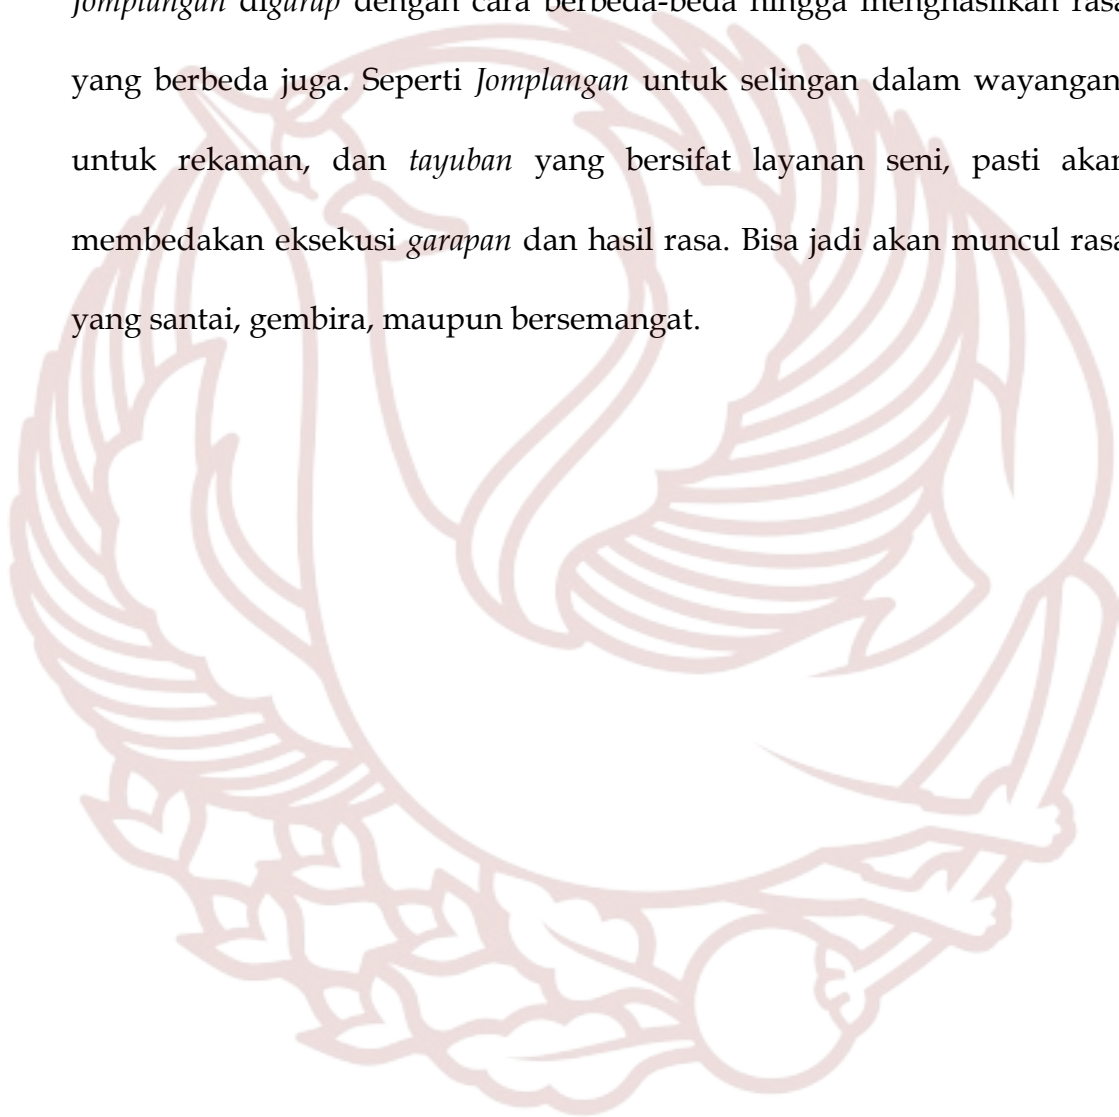 Jomplangan digarap dengan cara berbeda-beda hingga menghasilkan rasa
yang berbeda juga. Seperti Jomplangan untuk selingan dalam wayangan
untuk rekaman, dan tayuban yang bersifat layanan seni, pasti akan
membedakan eksekusi garapan dan hasil rasa. Bisa jadi akan muncul rasa
yang santai, gembira, maupun bersemangat.